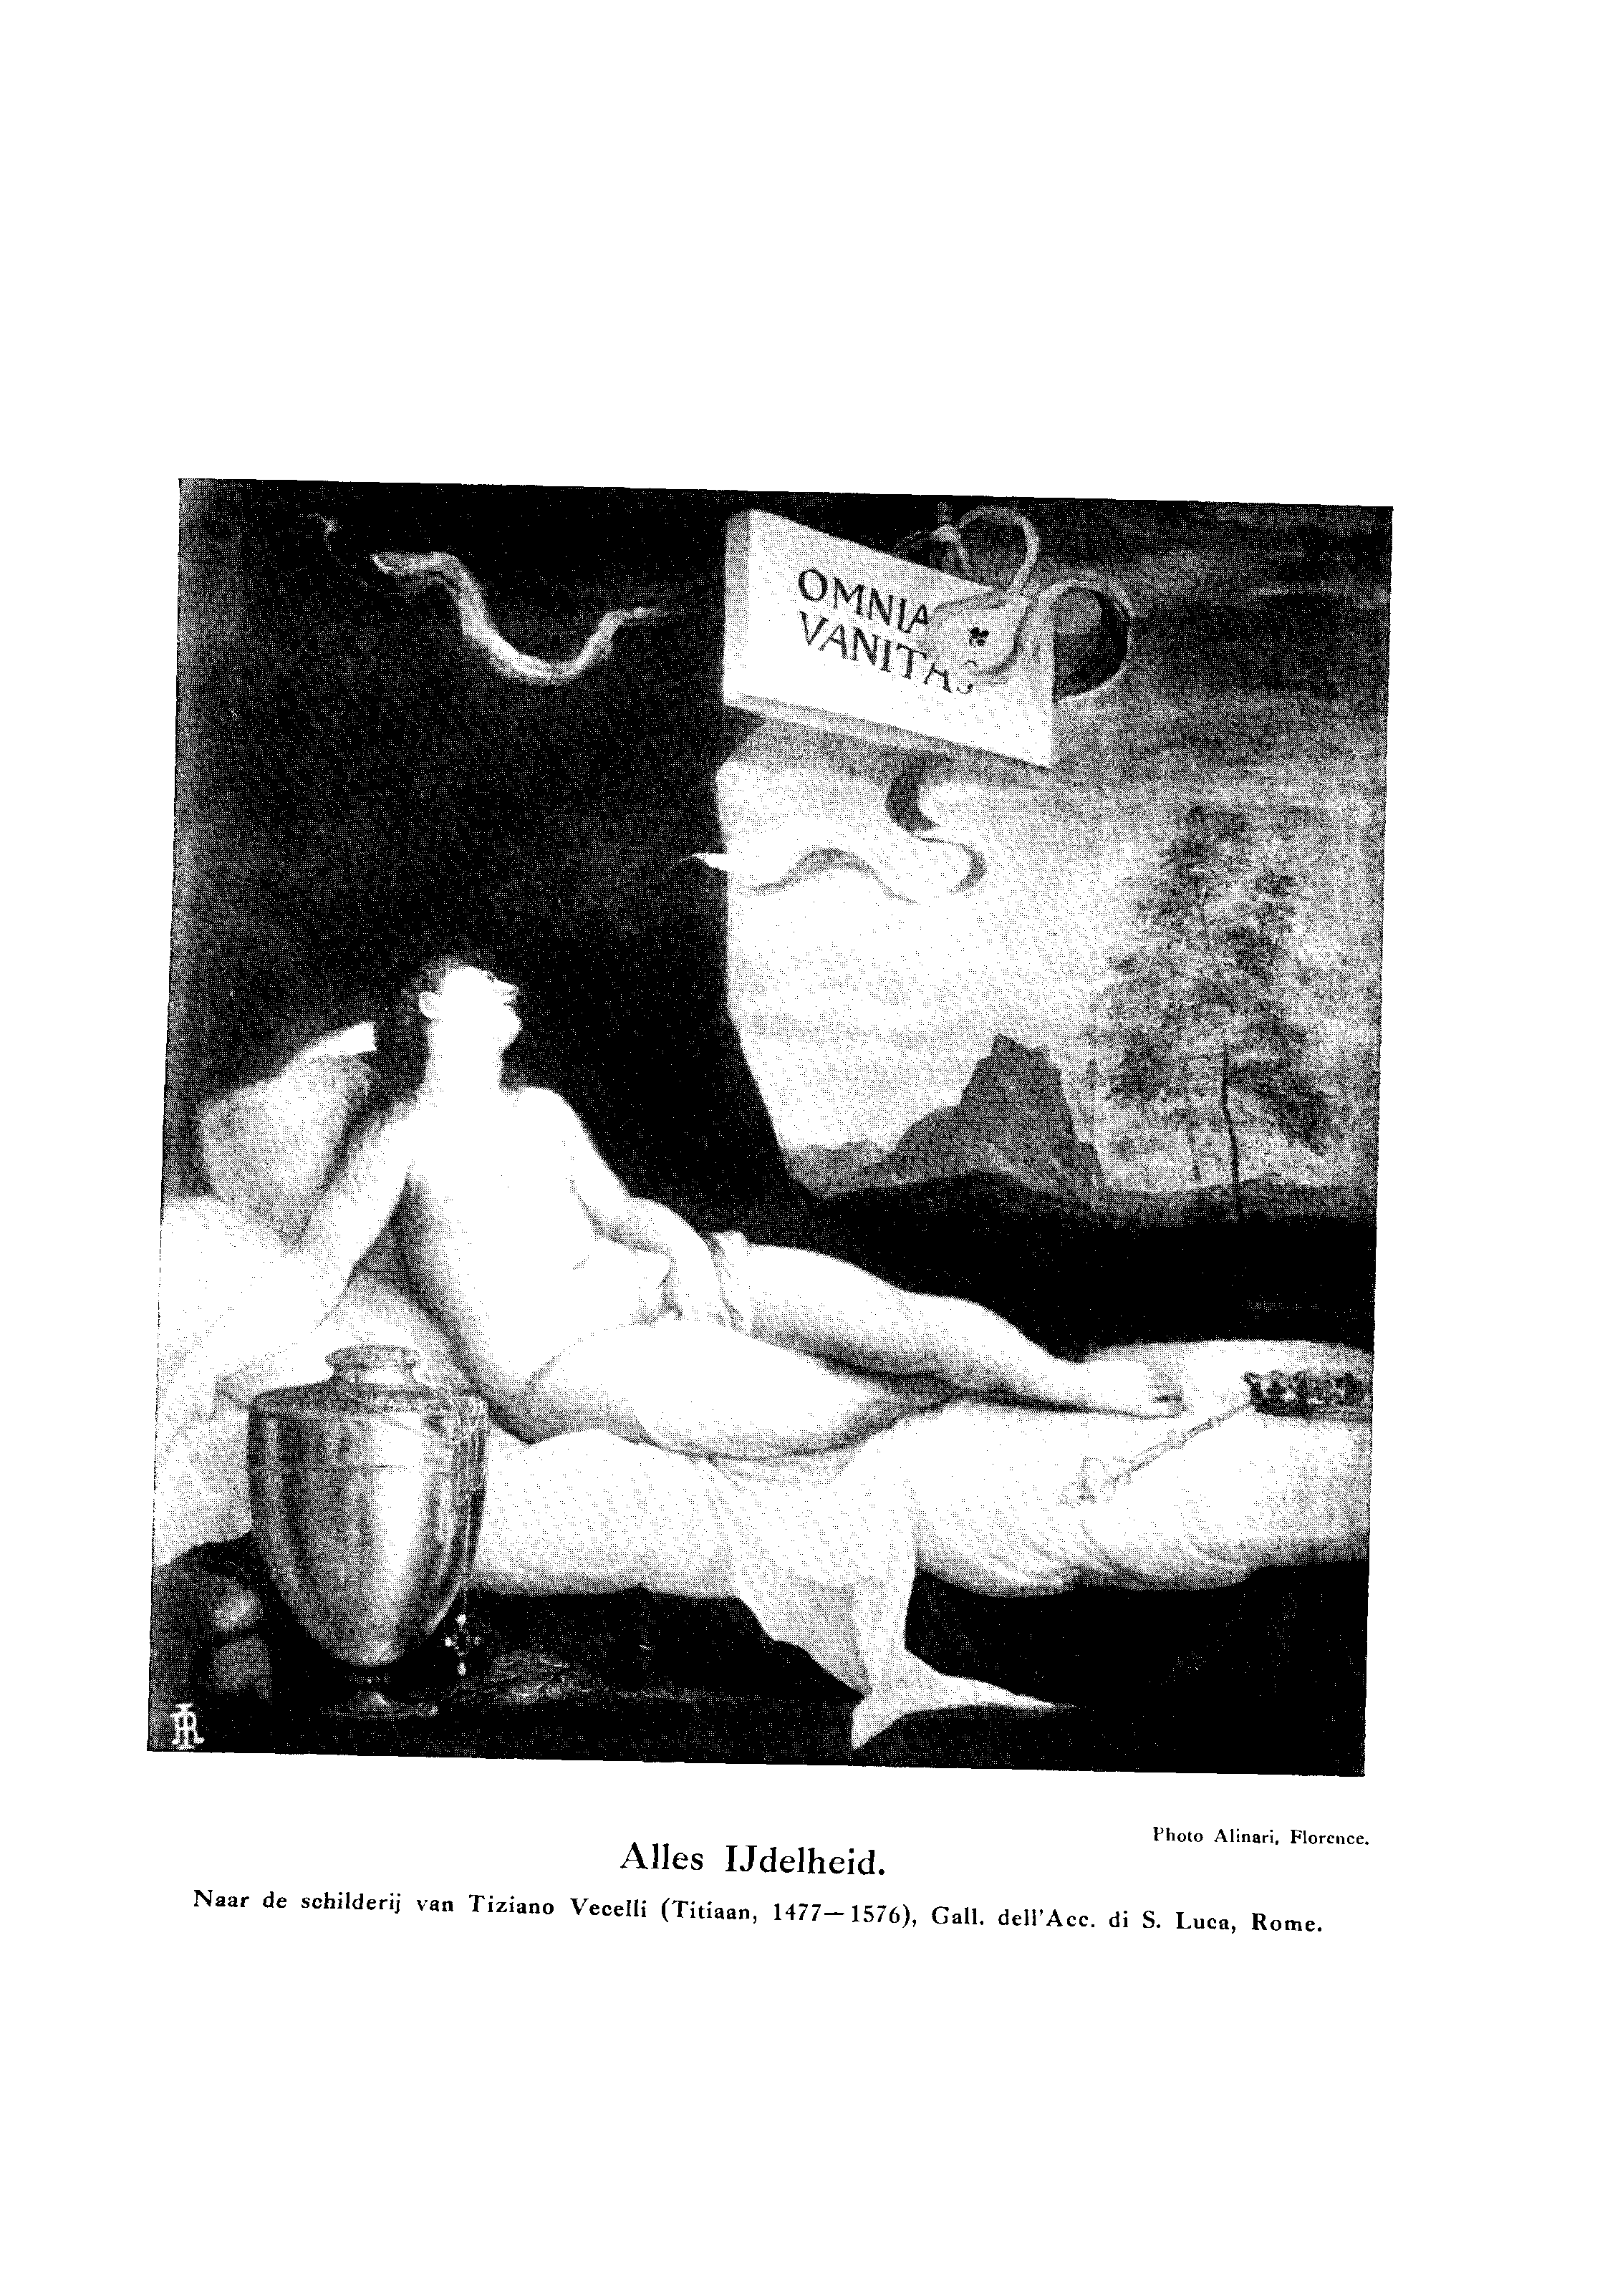 OMNIA
VANITAS
Photo Alinari, Florence.
Alles IJdelheid.
Naar de schilderij van Tiziano Vecelli (Titiaan, 1477—1576), Gall. dell'Acc. di S. Luca, Rome.